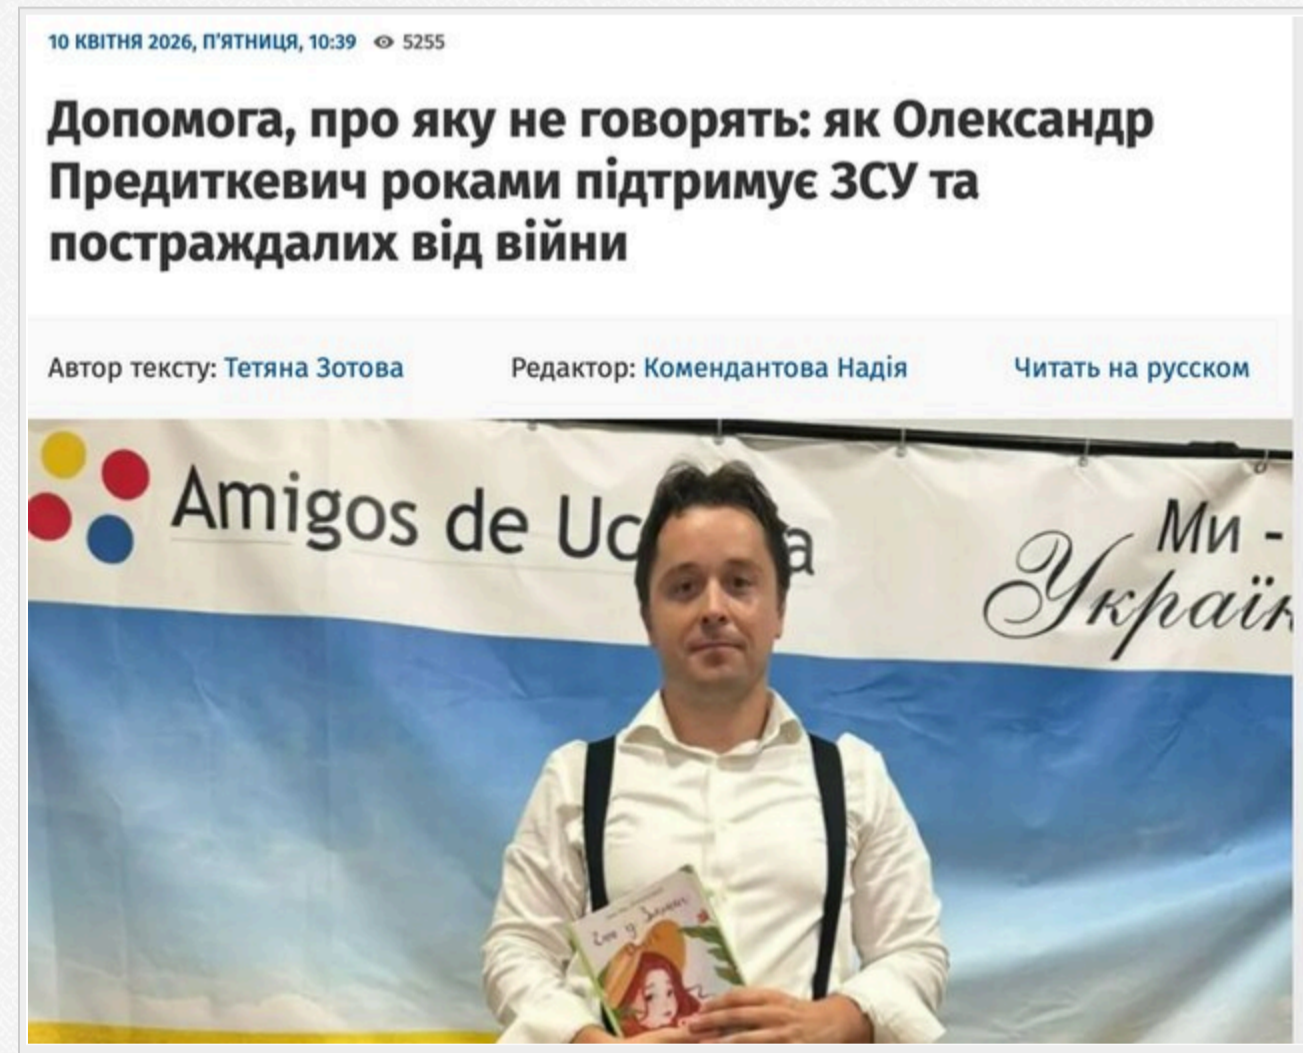 10 КВІТНЯ 2026, П'ЯТНИЦЯ, 10:39 5255
Допомога, про яку не говорять: як Олександр
Предиткевич роками підтримує ЗСУ та
постраждалих від війни
Автор тексту: Тетяна Зотова Редактор: Комендантова Надія Читать на русском
Amigos de Uc a
Ми -
Україн